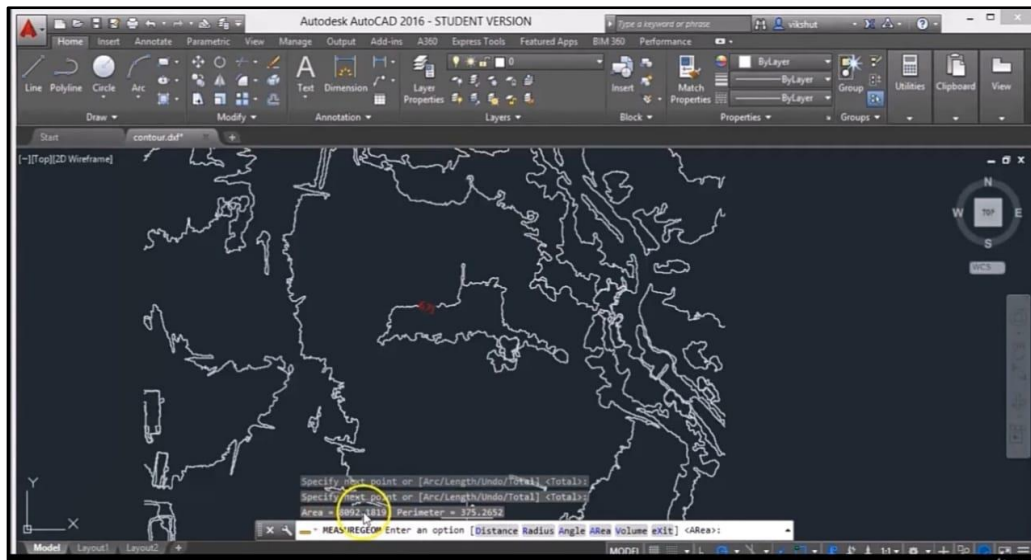 Autodesk AutoCAD 2016 - STUDENT VERSION
Type a keyword or phrase
vikshut
Home Insert Annotate Parametric View Manage Output Add-ins A360 Express Tools Featured Apps BIM 360 Performance
0
ByLayer
ByLayer
ByLayer
Line Polyline Circle Arc Text Dimension Layer Properties Insert Match Properties Group Utilities Clipboard View
Draw Modify Annotation Layers Block Properties Groups
Start contour.dxf* +
[−][Top][2D Wireframe]
N
W TOP E
S
WCS
Y
X
Specify next point or [Arc/Length/Undo/Total] <Total>:
Specify next point or [Arc/Length/Undo/Total] <Total>:
Area = 8092.1819, Perimeter = 375.2652
MEASUREGEOM Enter an option [Distance Radius Angle ARea Volume eXit] <ARea>:
Model Layout1 Layout2 +
MODEL 1:1